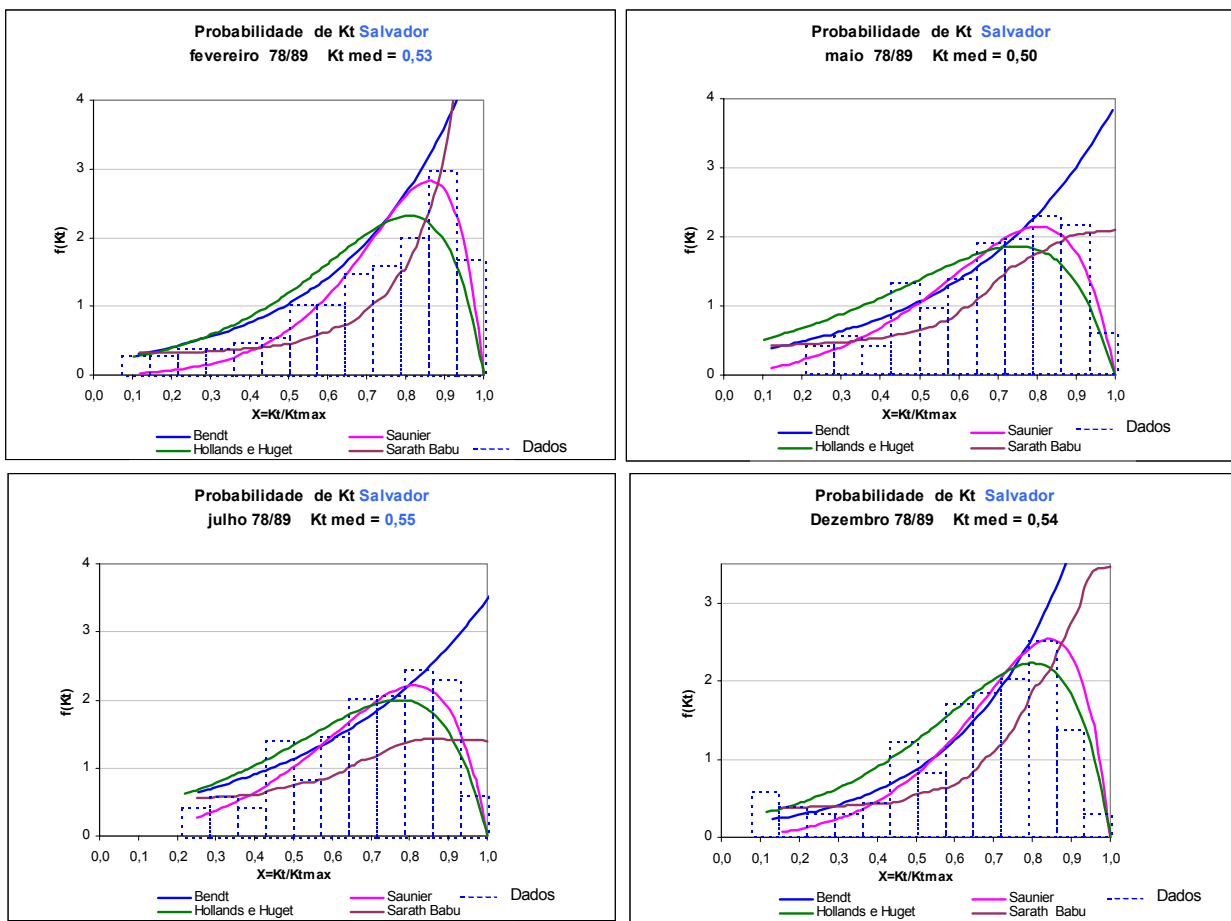 Probabilidade de Kt Salvador
fevereiro 78/89 Kt med = 0,53
f(Kt)
4
3
2
1
0
0,0 0,1 0,2 0,3 0,4 0,5 0,6 0,7 0,8 0,9 1,0
X=Kt/Ktmax
Bendt Saunier Dados
Hollands e Huget Sarath Babu
Probabilidade de Kt Salvador
maio 78/89 Kt med = 0,50
f(Kt)
4
3
2
1
0
0,0 0,1 0,2 0,3 0,4 0,5 0,6 0,7 0,8 0,9 1,0
X=Kt/Ktmax
Bendt Saunier Dados
Hollands e Huget Sarath Babu
Probabilidade de Kt Salvador
julho 78/89 Kt med = 0,55
f(Kt)
4
3
2
1
0
0,0 0,1 0,2 0,3 0,4 0,5 0,6 0,7 0,8 0,9 1,0
X=Kt/Ktmax
Bendt Saunier Dados
Hollands e Huget Sarath Babu
Probabilidade de Kt Salvador
Dezembro 78/89 Kt med = 0,54
f(Kt)
3
2
1
0
0,0 0,1 0,2 0,3 0,4 0,5 0,6 0,7 0,8 0,9 1,0
X=Kt/Ktmax
Bendt Saunier Dados
Hollands e Huget Sarath Babu